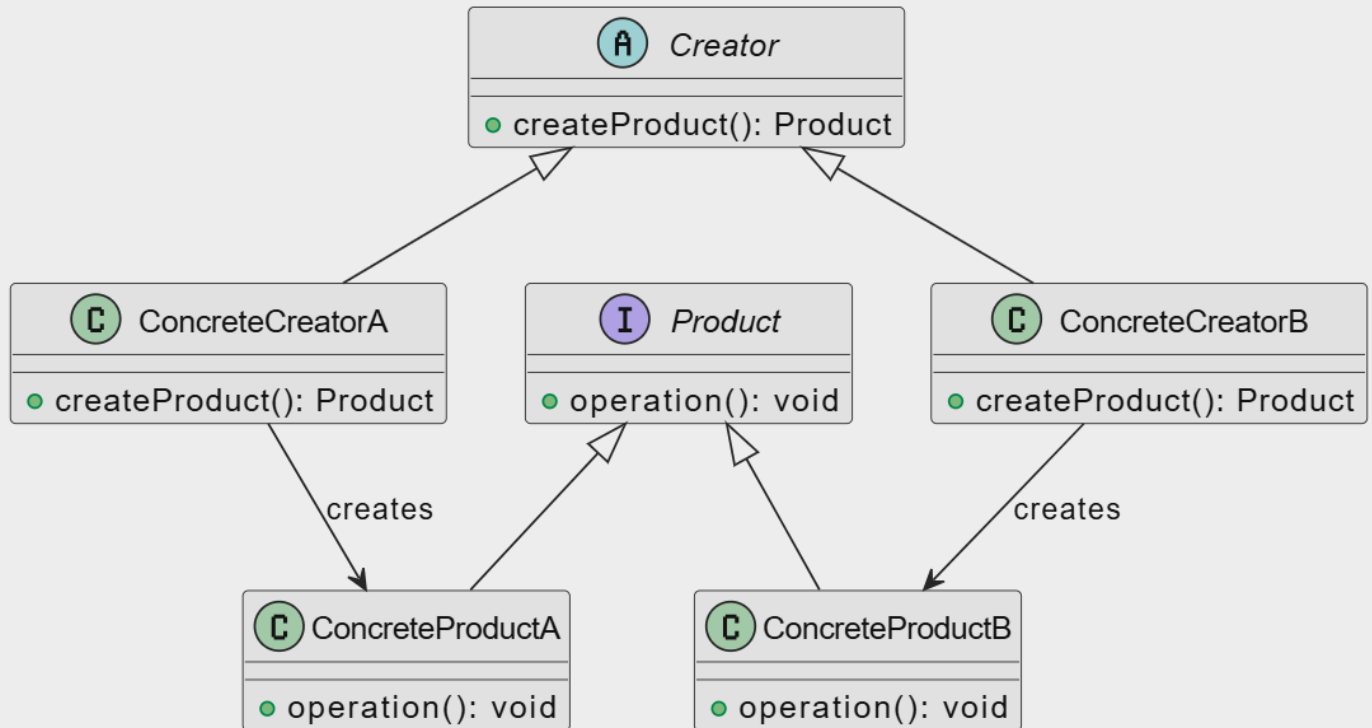 A Creator
createProduct(): Product
C ConcreteCreatorA
createProduct(): Product
I Product
operation(): void
C ConcreteCreatorB
createProduct(): Product
creates
creates
C ConcreteProductA
operation(): void
C ConcreteProductB
operation(): void